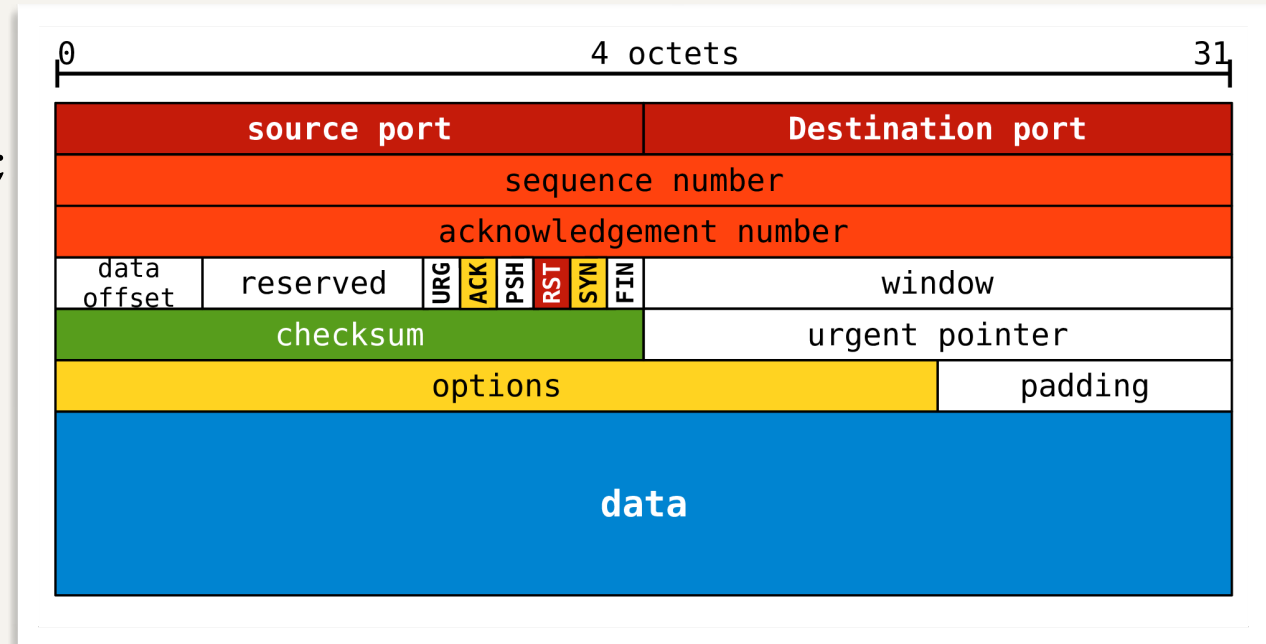 0 4 octets 31
source port Destination port
sequence number
acknowledgement number
data offset reserved URG ACK PSH RST SYN FIN window
checksum urgent pointer
options padding
data